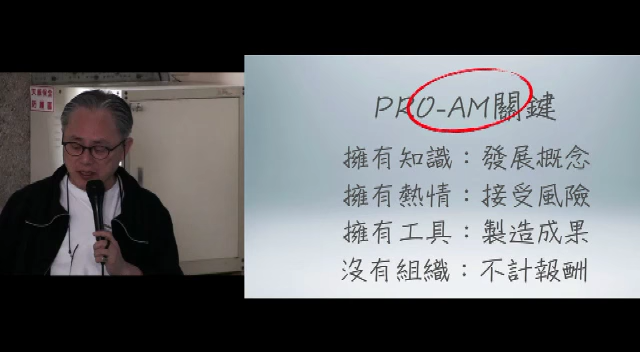 PRO-AM關鍵
擁有知識：發展概念
擁有熱情：接受風險
擁有工具：製造成果
沒有組織：不計報酬